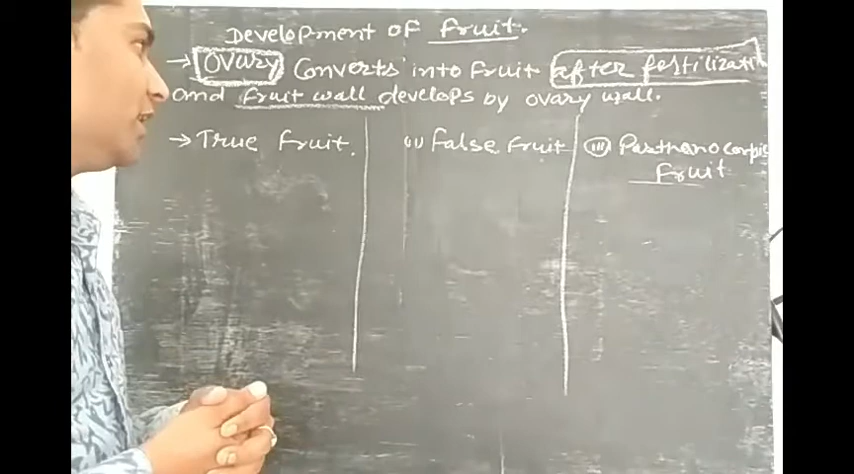 Development of fruit.
→ Ovary Converts into fruit after fertilizati
and fruit wall develops by ovary wall.
→ True fruit. (ii) False fruit (iii) Parthenocarpic
Fruit